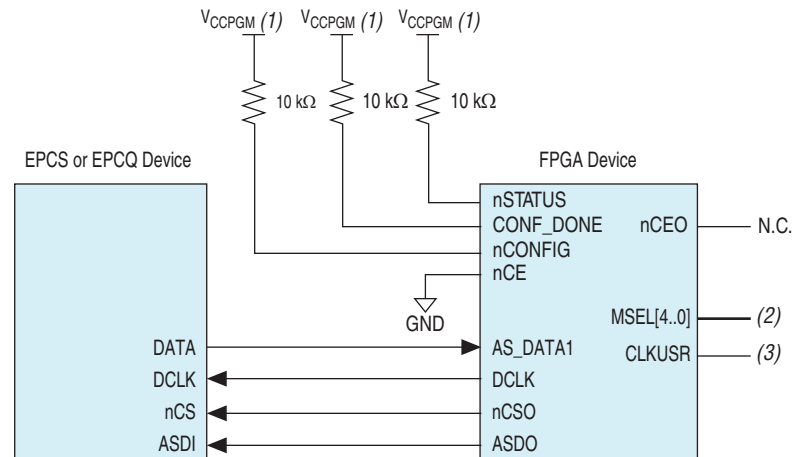 VCCPGM (1) VCCPGM (1) VCCPGM (1)
10 kΩ 10 kΩ 10 kΩ
EPCS or EPCQ Device
FPGA Device
nSTATUS
CONF_DONE
nCEO
N.C.
nCONFIG
nCE
GND
MSEL[4..0]
(2)
DATA
AS_DATA1
CLKUSR
(3)
DCLK
DCLK
nCS
nCSO
ASDI
ASDO